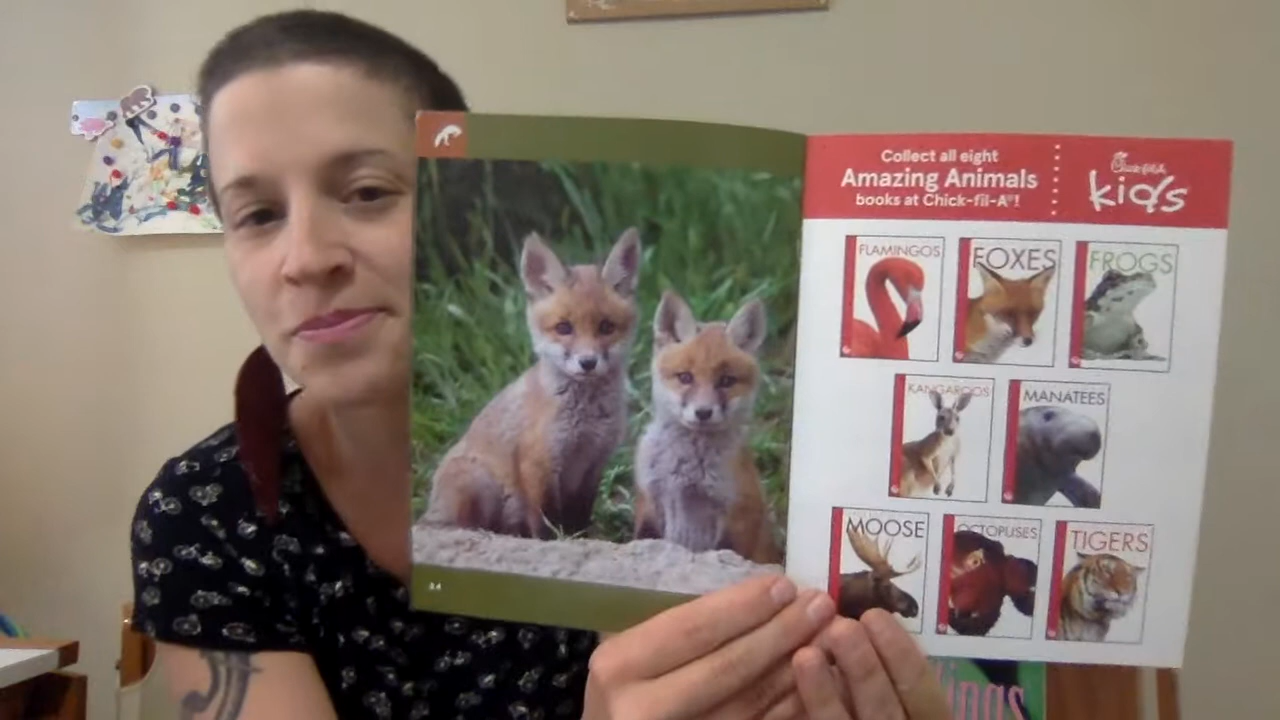 Collect all eight
Amazing Animals
books at Chick-fil-A®!
Chick-fil-A
kids
FLAMINGOS
FOXES
FROGS
KANGAROOS
MANATEES
MOOSE
OCTOPUSES
TIGERS
24